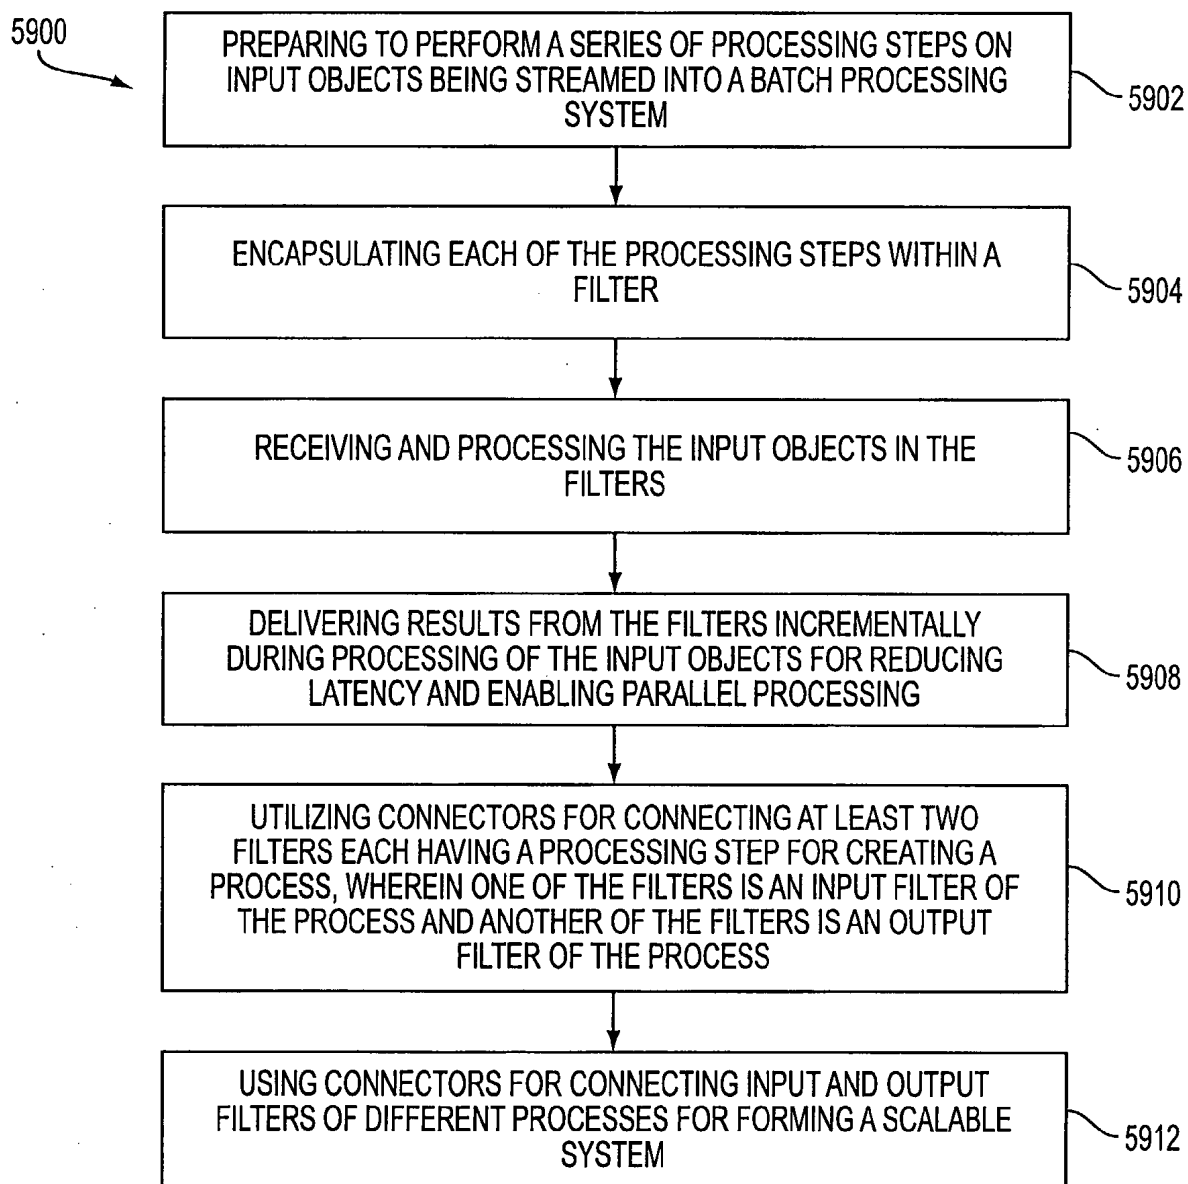 5900
PREPARING TO PERFORM A SERIES OF PROCESSING STEPS ON
INPUT OBJECTS BEING STREAMED INTO A BATCH PROCESSING
SYSTEM
5902
ENCAPSULATING EACH OF THE PROCESSING STEPS WITHIN A
FILTER
5904
RECEIVING AND PROCESSING THE INPUT OBJECTS IN THE
FILTERS
5906
DELIVERING RESULTS FROM THE FILTERS INCREMENTALLY
DURING PROCESSING OF THE INPUT OBJECTS FOR REDUCING
LATENCY AND ENABLING PARALLEL PROCESSING
5908
UTILIZING CONNECTORS FOR CONNECTING AT LEAST TWO
FILTERS EACH HAVING A PROCESSING STEP FOR CREATING A
PROCESS, WHEREIN ONE OF THE FILTERS IS AN INPUT FILTER OF
THE PROCESS AND ANOTHER OF THE FILTERS IS AN OUTPUT
FILTER OF THE PROCESS
5910
USING CONNECTORS FOR CONNECTING INPUT AND OUTPUT
FILTERS OF DIFFERENT PROCESSES FOR FORMING A SCALABLE
SYSTEM
5912